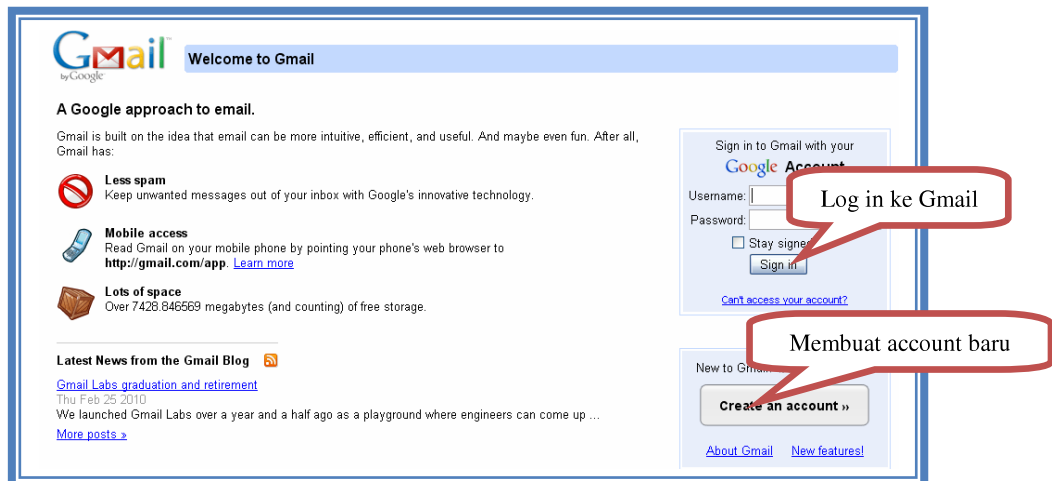 Gmail
by Google
Welcome to Gmail
A Google approach to email.
Gmail is built on the idea that email can be more intuitive, efficient, and useful. And maybe even fun. After all,
Gmail has:
Less spam
Keep unwanted messages out of your inbox with Google's innovative technology.
Mobile access
Read Gmail on your mobile phone by pointing your phone's web browser to
http://gmail.com/app. Learn more
Lots of space
Over 7428.846569 megabytes (and counting) of free storage.
Latest News from the Gmail Blog
Gmail Labs graduation and retirement
Thu Feb 25 2010
We launched Gmail Labs over a year and a half ago as a playground where engineers can come up ...
More posts »
Sign in to Gmail with your
Google Account
Username:
Log in ke Gmail
Password:
Stay signed
Sign in
Can't access your account?
Membuat account baru
New to Gmail
Create an account »
About Gmail New features!